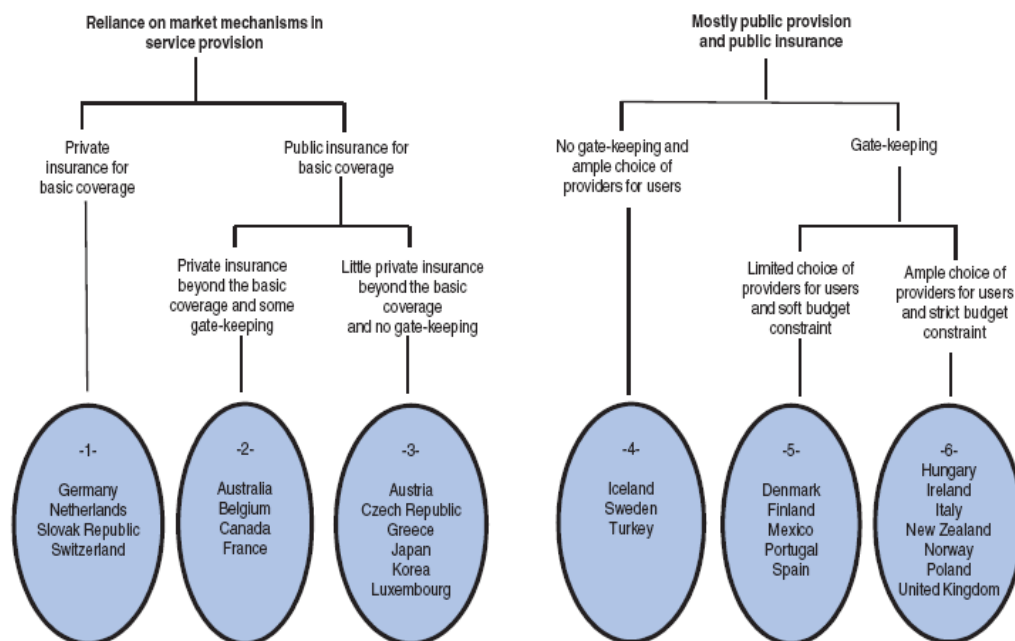 Reliance on market mechanisms in
service provision
Mostly public provision
and public insurance
Private
insurance for
basic coverage
Public insurance for
basic coverage
No gate-keeping and
ample choice of
providers for users
Gate-keeping
Private insurance
beyond the basic
coverage and some
gate-keeping
Little private insurance
beyond the basic
coverage
and no gate-keeping
Limited choice of
providers for users
and soft budget
constraint
Ample choice of
providers for users
and strict budget
constraint
-1-
Germany
Netherlands
Slovak Republic
Switzerland
-2-
Australia
Belgium
Canada
France
-3-
Austria
Czech Republic
Greece
Japan
Korea
Luxembourg
-4-
Iceland
Sweden
Turkey
-5-
Denmark
Finland
Mexico
Portugal
Spain
-6-
Hungary
Ireland
Italy
New Zealand
Norway
Poland
United Kingdom